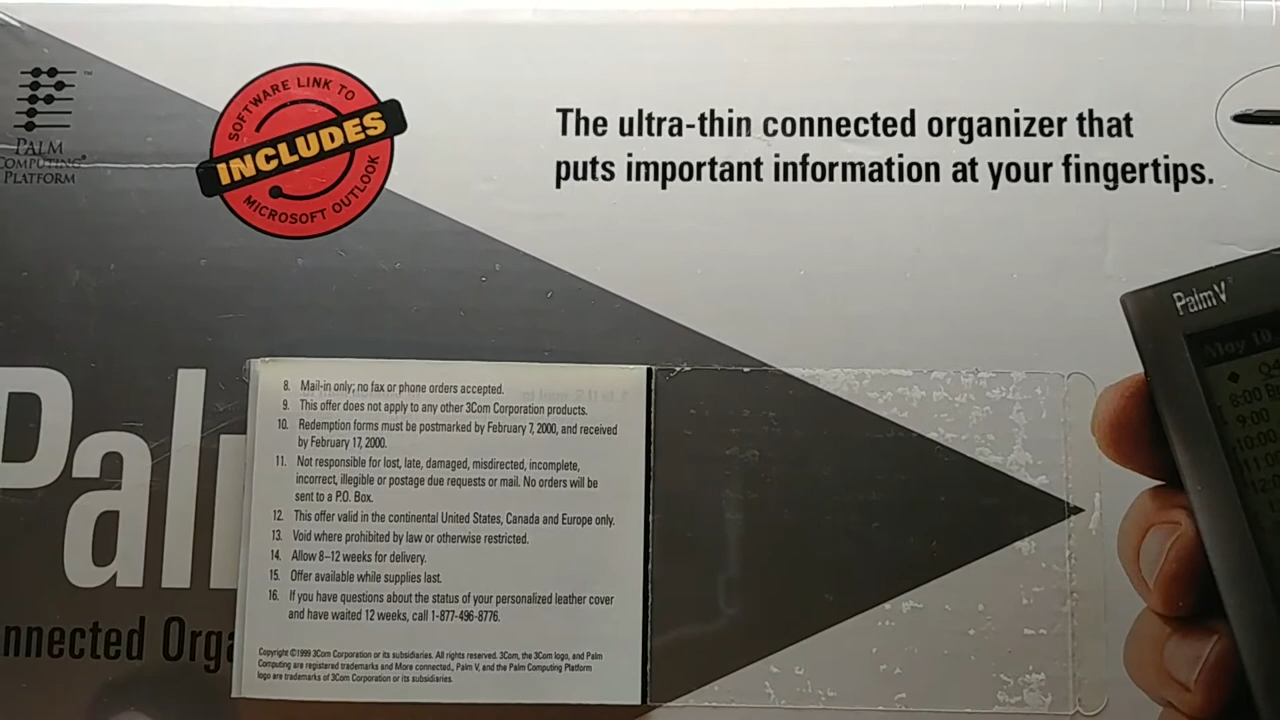 PALM
COMPUTING®
PLATFORM
™
SOFTWARE LINK TO
INCLUDES
MICROSOFT OUTLOOK
The ultra-thin connected organizer that
puts important information at your fingertips.
PalmV
May 10
Q4
8:00
9:00
10:00
11:00
Pal
nnected Orga
8. Mail-in only; no fax or phone orders accepted.
9. This offer does not apply to any other 3Com Corporation products.
10. Redemption forms must be postmarked by February 7, 2000, and received
by February 17, 2000.
11. Not responsible for lost, late, damaged, misdirected, incomplete,
incorrect, illegible or postage due requests or mail. No orders will be
sent to a P.O. Box.
12. This offer valid in the continental United States, Canada and Europe only.
13. Void where prohibited by law or otherwise restricted.
14. Allow 8–12 weeks for delivery.
15. Offer available while supplies last.
16. If you have questions about the status of your personalized leather cover
and have waited 12 weeks, call 1-877-496-8776.
Copyright ©1999 3Com Corporation or its subsidiaries. All rights reserved. 3Com, the 3Com logo, and Palm
Computing are registered trademarks and More connected., Palm V, and the Palm Computing Platform
logo are trademarks of 3Com Corporation or its subsidiaries.